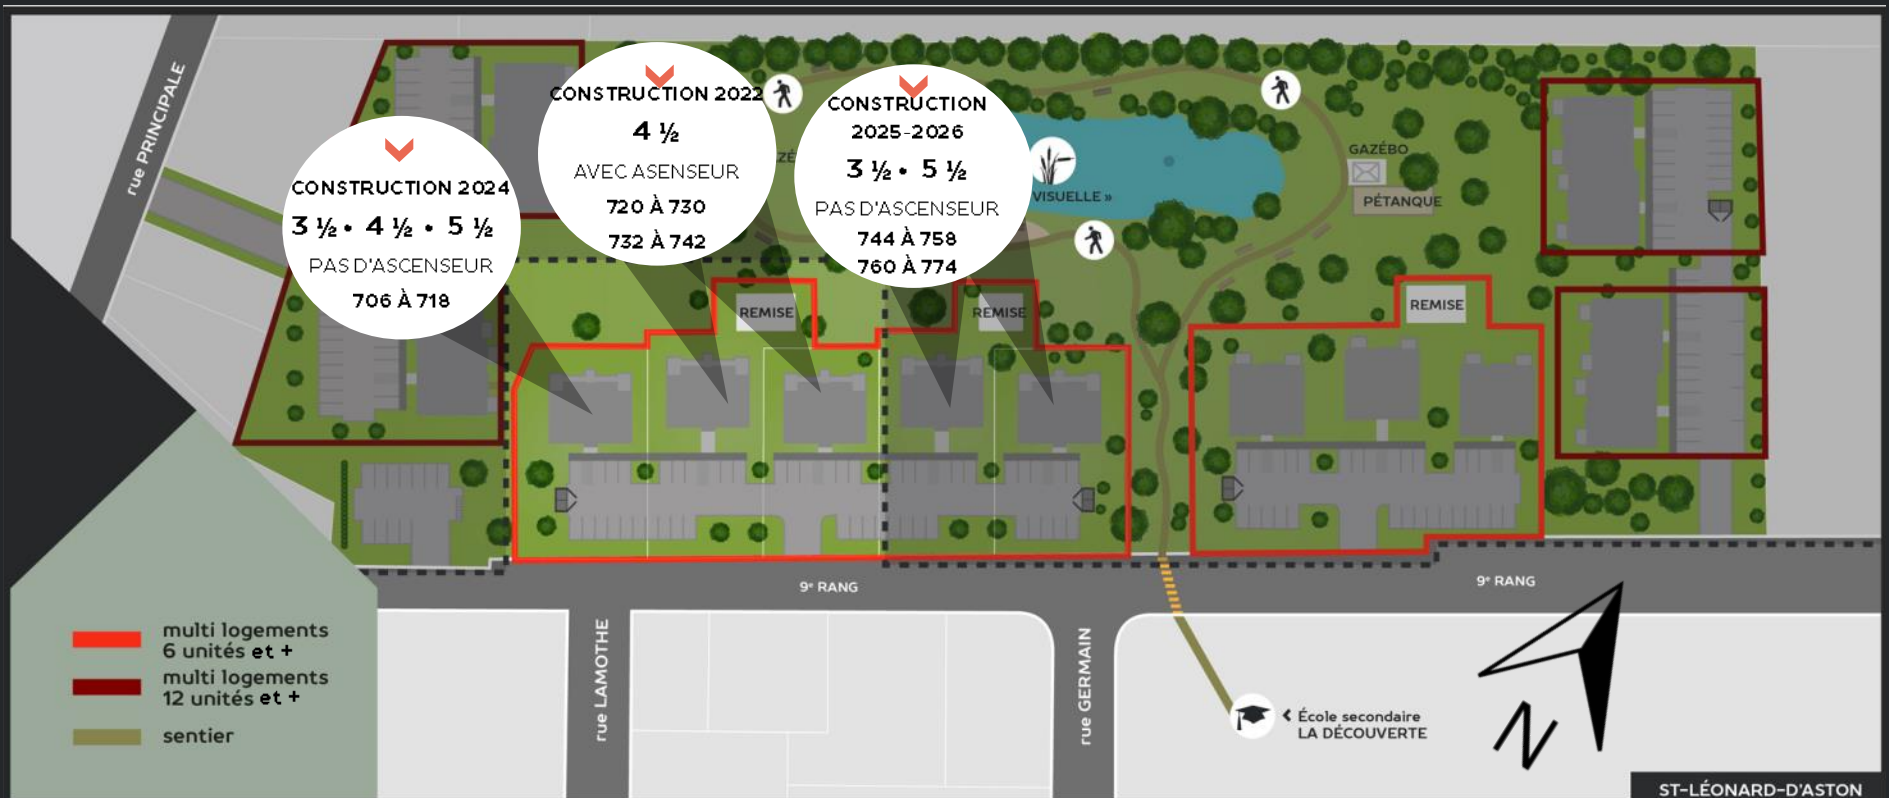 rue PRINCIPALE
CONSTRUCTION 2024
3 ½ • 4 ½ • 5 ½
PAS D'ASCENSEUR
706 À 718
CONSTRUCTION 2022
4 ½
AVEC ASENSEUR
720 À 730
732 À 742
CONSTRUCTION
2025-2026
3 ½ • 5 ½
PAS D'ASCENSEUR
744 À 758
760 À 774
VISUELLE »
GAZÉBO
PÉTANQUE
REMISE
REMISE
REMISE
9e RANG
9e RANG
rue LAMOTHE
rue GERMAIN
multi logements
6 unités et +
multi logements
12 unités et +
sentier
< École secondaire
LA DÉCOUVERTE
N
ST-LÉONARD-D'ASTON